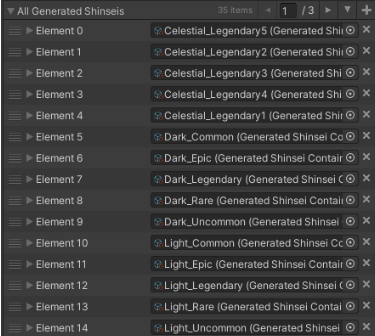 All Generated Shinseis 35 items 1 / 3
Element 0 Celestial_Legendary5 (Generated Shi
Element 1 Celestial_Legendary2 (Generated Shi
Element 2 Celestial_Legendary3 (Generated Shi
Element 3 Celestial_Legendary4 (Generated Shi
Element 4 Celestial_Legendary1 (Generated Shi
Element 5 Dark_Common (Generated Shinsei Co
Element 6 Dark_Epic (Generated Shinsei Contain
Element 7 Dark_Legendary (Generated Shinsei C
Element 8 Dark_Rare (Generated Shinsei Contai
Element 9 Dark_Uncommon (Generated Shinsei
Element 10 Light_Common (Generated Shinsei Co
Element 11 Light_Epic (Generated Shinsei Contai
Element 12 Light_Legendary (Generated Shinsei
Element 13 Light_Rare (Generated Shinsei Contai
Element 14 Light_Uncommon (Generated Shinsei